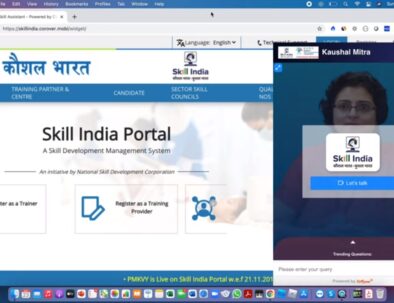 View History Bookmarks Profiles Tab Window Help
Skill Assistant - Powered by C
https://skillindia.corover.mobi/widget/
Language: English
Technical Support
कौशल भारत
Skill India
TRAINING PARTNER &
CENTRE
CANDIDATE
SECTOR SKILL
COUNCILS
NOS
Skill India Portal
A Skill Development Management System
An initiative by National Skill Development Corporation
ster as a Trainer
Register as a Training
Provider
• PMKVY is Live on Skill India Portal w.e.f 21.11.201
Kaushal Mitra
Skill India
कौशल भारत - कुशल भारत
Let's talk
Trending Questions:
Please enter your query
Powered by